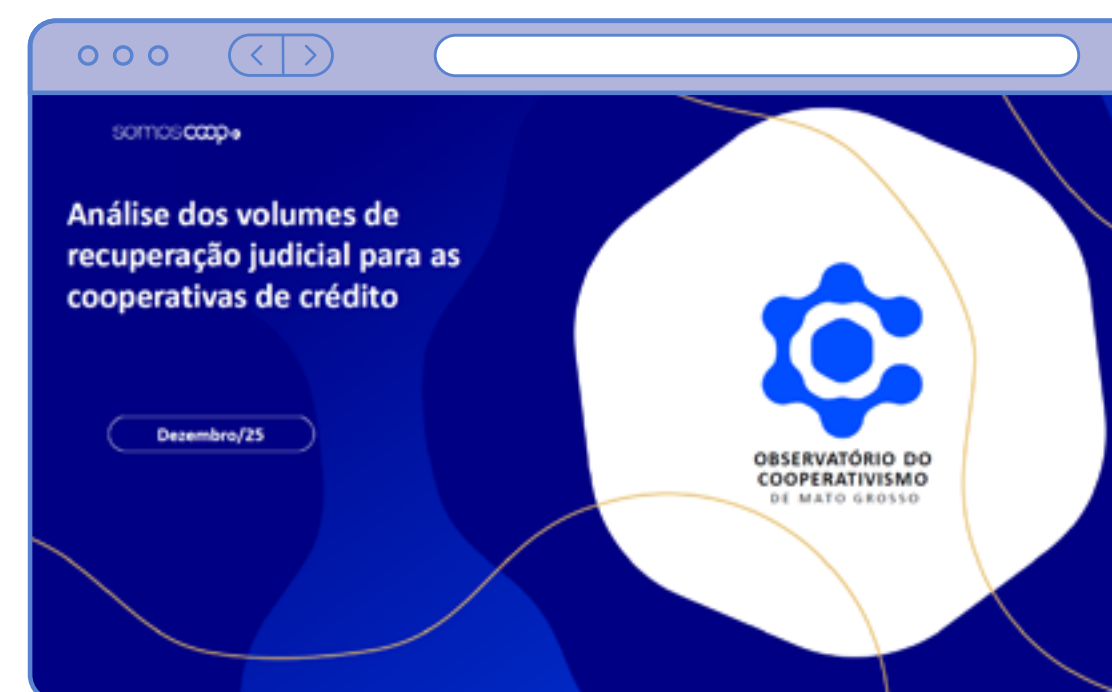 somoscoop
Análise dos volumes de
recuperação judicial para as
cooperativas de crédito
Dezembro/25
OBSERVATÓRIO DO
COOPERATIVISMO
DE MATO GROSSO